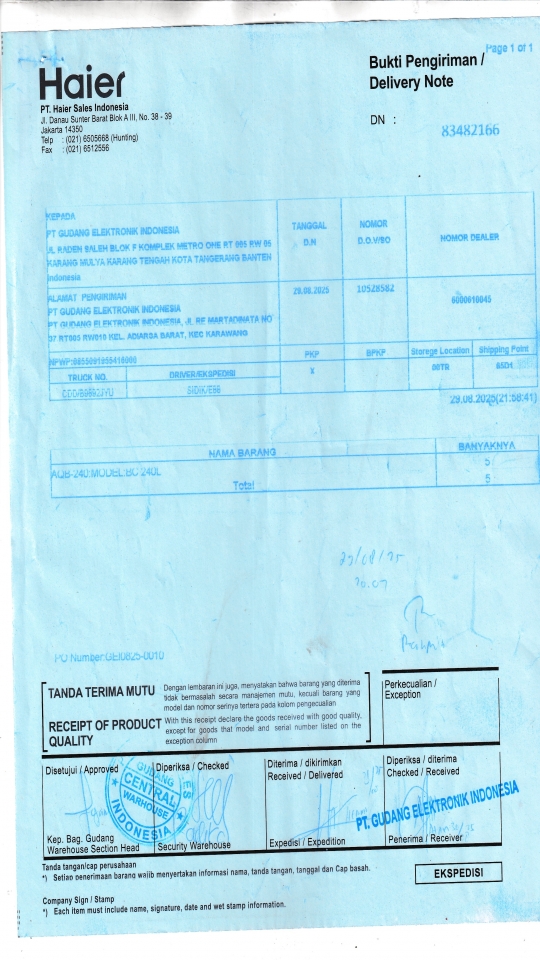 Page 1 of 1
Haier
Bukti Pengiriman /
Delivery Note
PT. Haier Sales Indonesia
Jl. Danau Sunter Barat Blok A III, No. 38 - 39
Jakarta 14350
Telp : (021) 6505668 (Hunting)
Fax : (021) 6512556
DN :
83482166
KEPADA
PT GUDANG ELEKTRONIK INDONESIA
JL RADEN SALEH BLOK F KOMPLEK METRO ONE RT 005 RW 06
KARANG MULYA KARANG TENGAH KOTA TANGERANG BANTEN
Indonesia
TANGGAL
D.N
NOMOR
D.O.V/SO
NOMOR DEALER
ALAMAT PENGIRIMAN
PT GUDANG ELEKTRONIK INDONESIA
PT GUDANG ELEKTRONIK INDONESIA, JL RE MARTADINATA NO
37 RT005 RW010 KEL. ADIARSA BARAT, KEC KARAWANG
29.08.2025
10528582
6000610045
PKP
BPKP
Storege Location
Shipping Point
TRUCK NO.
DRIVER/EKSPEDISI
X
00TR
SIDIK/ESB
29.08.2025(21:58:41)
NAMA BARANG
BANYAKNYA
AQB-240;MODEL:BC 240L
5
Total
5
20.07
PO Number:GEI0825-0010
TANDA TERIMA MUTU
Dengan lembaran ini juga, menyatakan bahwa barang yang diterima
tidak bermasalah secara manajemen mutu, kecuali barang yang
model dan nomor serinya tertera pada kolom pengecualian
RECEIPT OF PRODUCT
QUALITY
With this receipt declare the goods received with good quality,
except for goods that model and serial number listed on the
exception column
Perkecualian /
Exception
Disetujui / Approved
Diperiksa / Checked
Diterima / dikirimkan
Received / Delivered
Diperiksa / diterima
Checked / Received
GUDANG
CENTRAL
WAREHOUSE
INDONESIA
PT. GUDANG ELEKTRONIK INDONESIA
Kep. Bag. Gudang
Warehouse Section Head
Security Warehouse
Expedisi / Expedition
Penerima / Receiver
Tanda tangan/cap perusahaan
*) Setiap penerimaan barang wajib menyertakan informasi nama, tanda tangan, tanggal dan Cap basah.
EKSPEDISI
Company Sign / Stamp
*) Each item must include name, signature, date and wet stamp information.